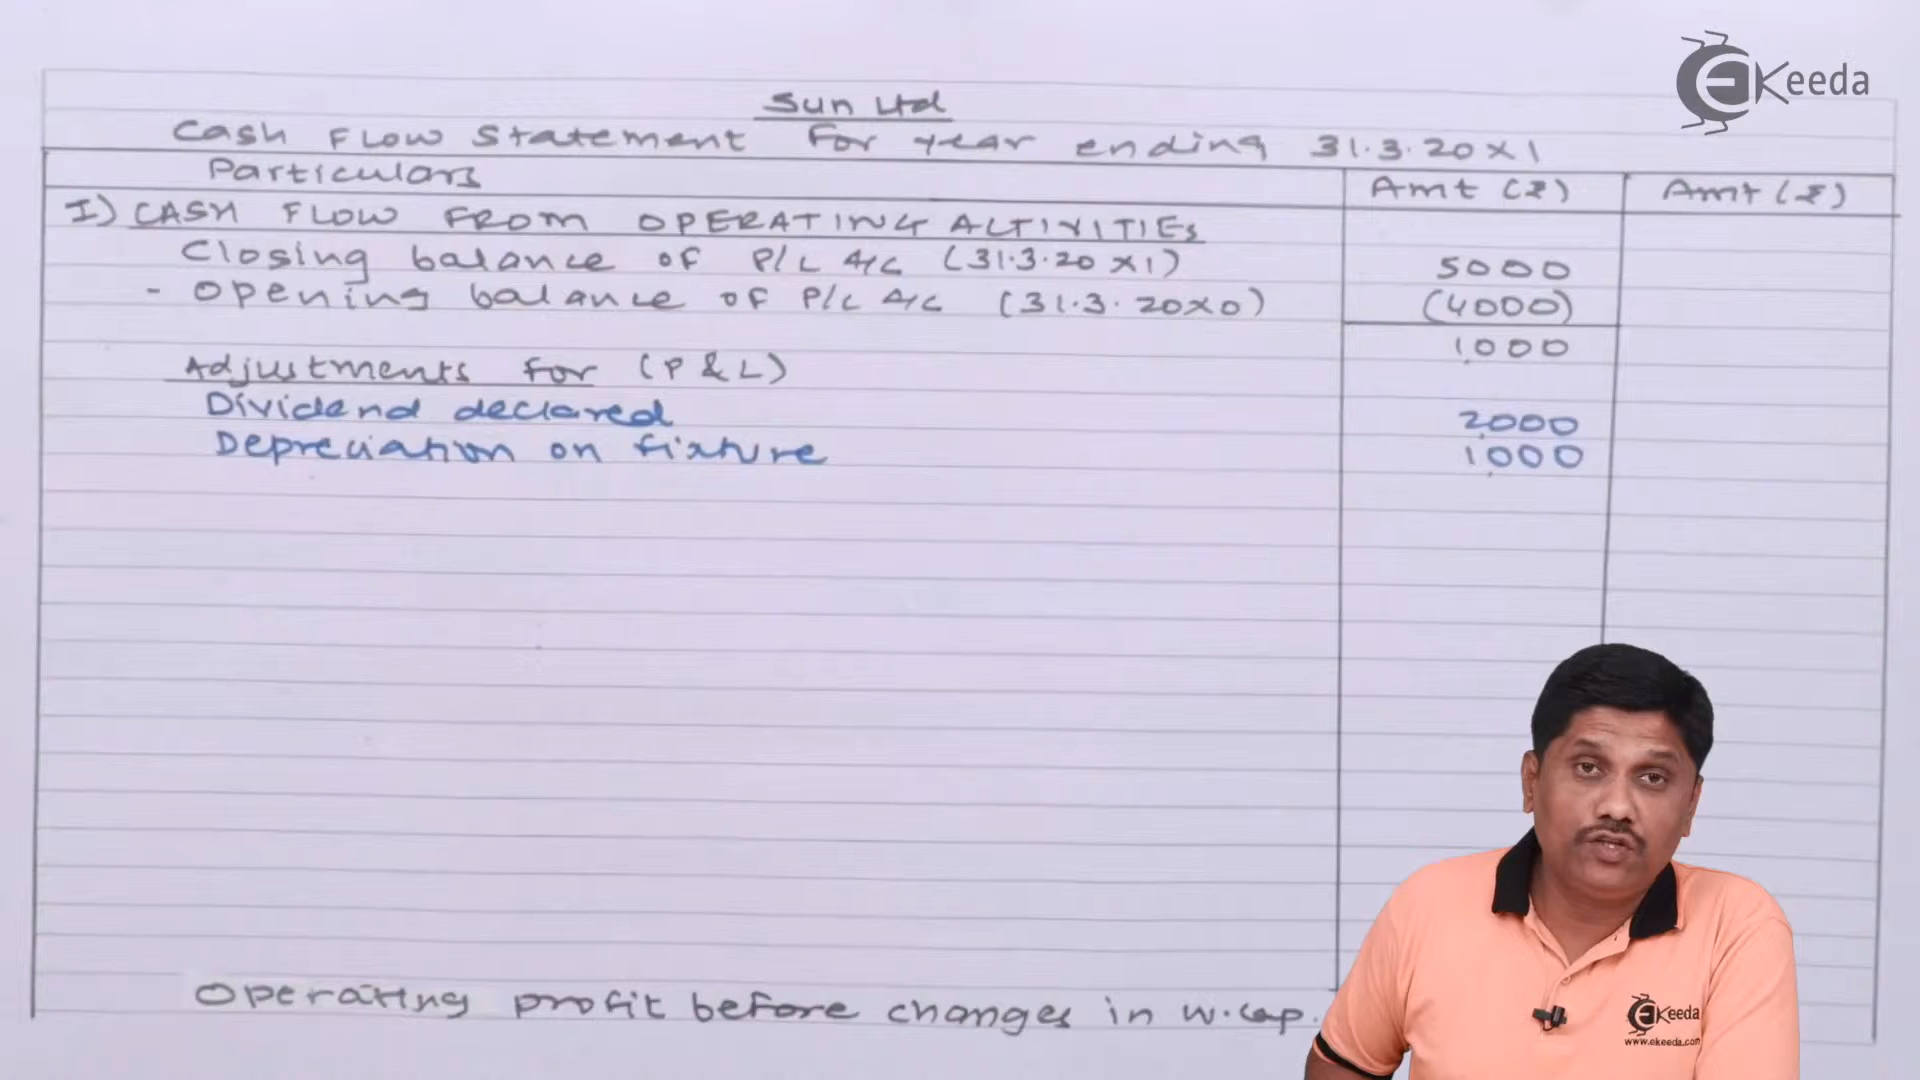 EKeeda
Sun Ltd
Cash Flow Statement For year ending 31.3.20x1
Particulars Amt (₹) Amt (₹)
I) CASH FLOW FROM OPERATING ACTIVITIES
Closing balance of P/L A/c (31.3.20x1) 5000
- Opening balance of P/L A/c (31.3.20x0) (4000)
1000
Adjustments for (P & L)
Dividend declared 2000
Depreciation on fixture 1000
Operating profit before changes in w.cap.
EKeeda
www.ekeeda.com